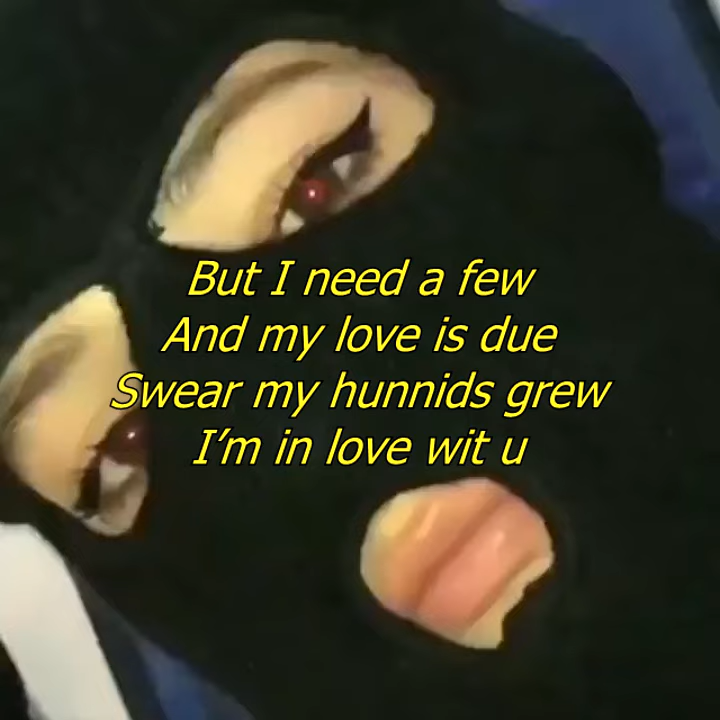 But I need a few
And my love is due
Swear my hunnids grew
I'm in love wit u